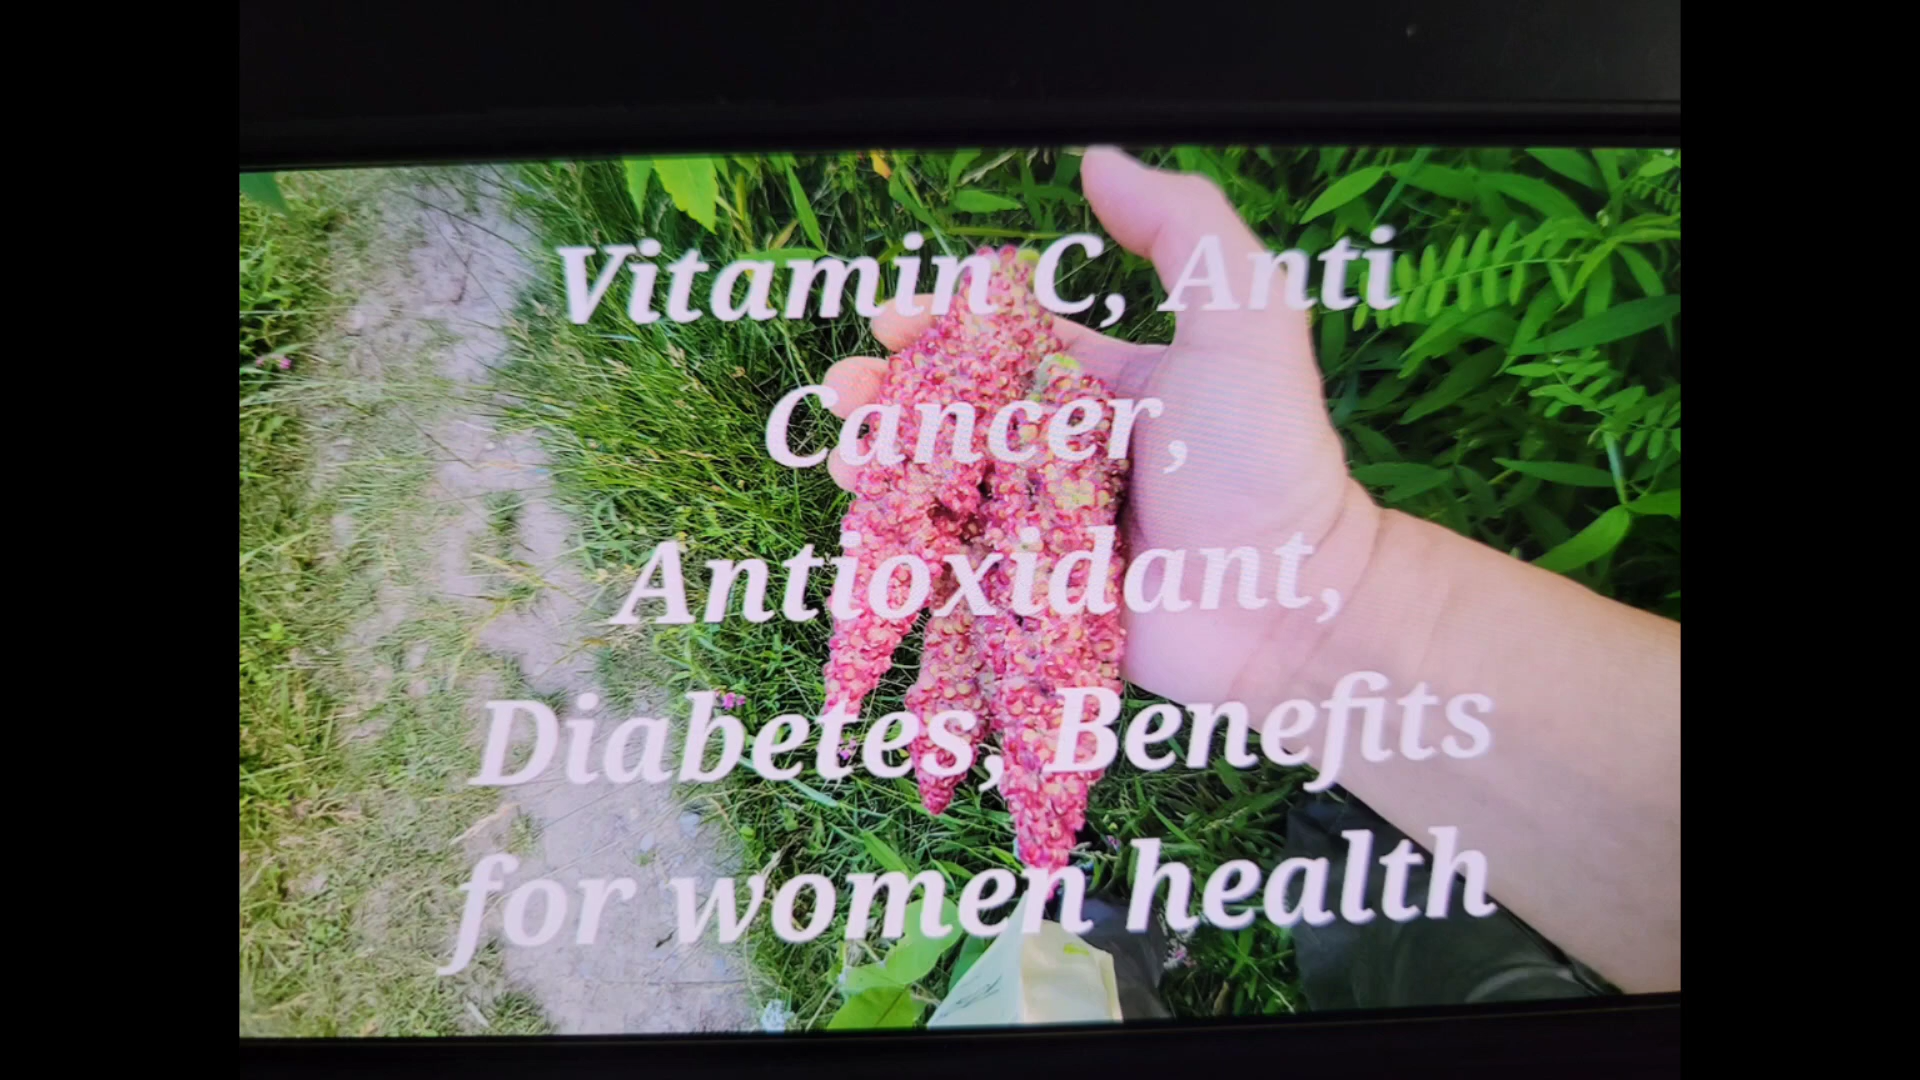 Vitamin C, Anti
Cancer,
Antioxidant,
Diabetes, Benefits
for women health